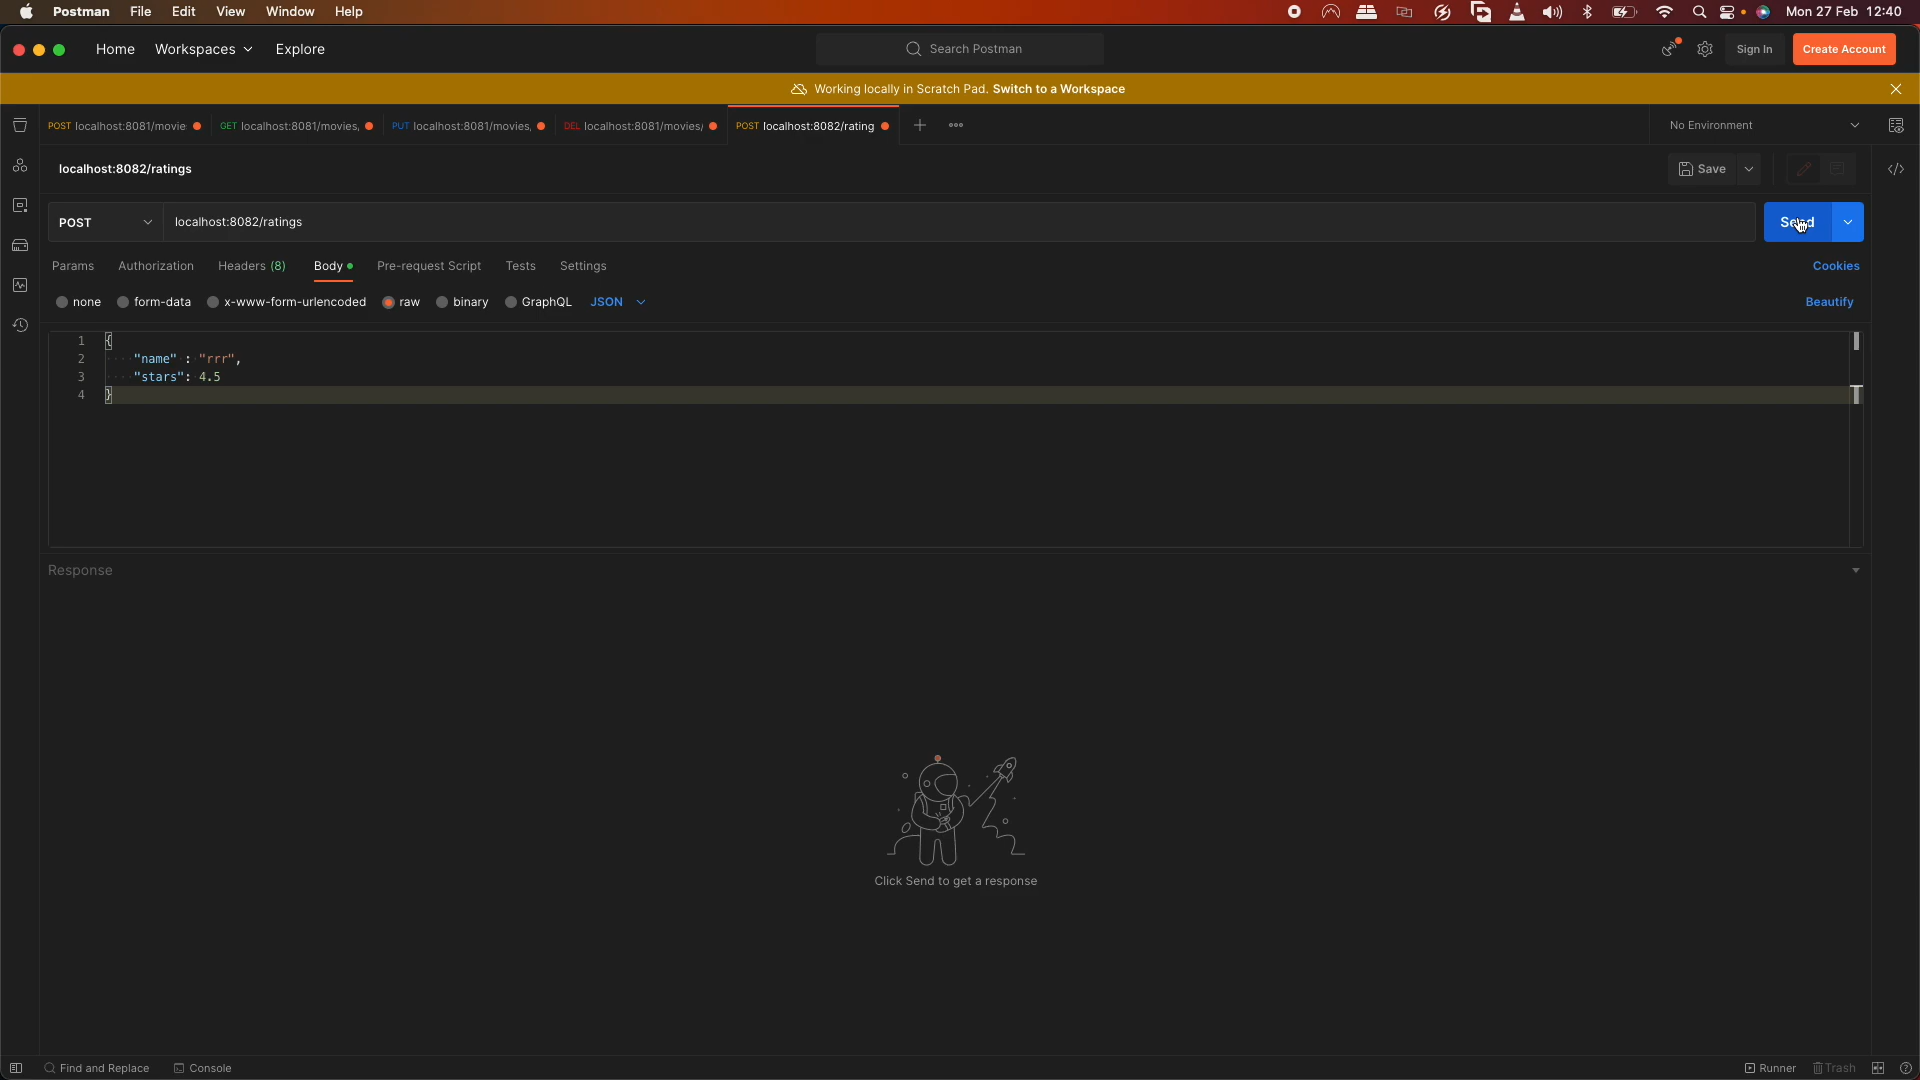 Postman File Edit View Window Help Mon 27 Feb 12:40
Home Workspaces Explore Search Postman Sign In Create Account
Working locally in Scratch Pad. Switch to a Workspace
POST localhost:8081/movie GET localhost:8081/movies, PUT localhost:8081/movies, DEL localhost:8081/movies/ POST localhost:8082/rating No Environment
localhost:8082/ratings Save
POST localhost:8082/ratings Send
Params Authorization Headers (8) Body Pre-request Script Tests Settings Cookies
none form-data x-www-form-urlencoded raw binary GraphQL JSON Beautify
1 {
2 "name" : "rrr",
3 "stars": 4.5
4 }
Response
Click Send to get a response
Find and Replace Console Runner Trash